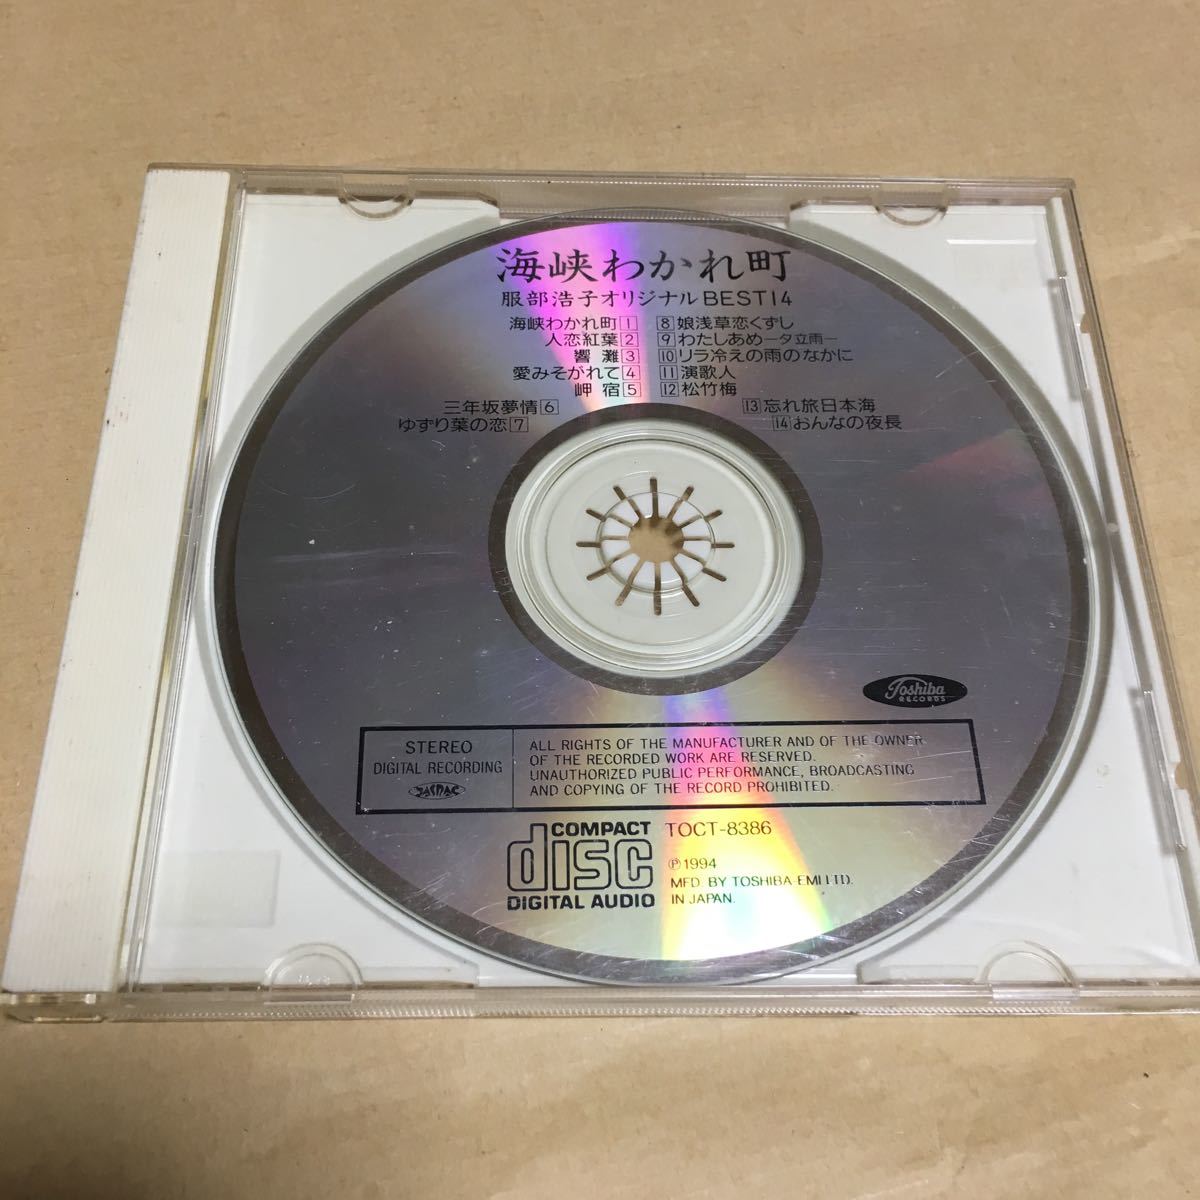 海峡わかれ町
服部浩子オリジナルBEST14
海峡わかれ町 1
人恋紅葉 2
響灘 3
愛みそがれて 4
岬宿 5
三年坂夢情 6
ゆずり葉の恋 7
8 娘浅草恋くずし
9 わたしあめ―夕立雨―
10 リラ冷えの雨のなかに
11 演歌人
12 松竹梅
13 忘れ旅日本海
14 おんなの夜長
Toshiba
RECORDS
STEREO
DIGITAL RECORDING
JASRAC
ALL RIGHTS OF THE MANUFACTURER AND OF THE OWNER
OF THE RECORDED WORK ARE RESERVED.
UNAUTHORIZED PUBLIC PERFORMANCE, BROADCASTING
AND COPYING OF THE RECORD PROHIBITED.
COMPACT
disc
DIGITAL AUDIO
TOCT-8386
Ⓟ1994
MFD. BY TOSHIBA-EMI LTD.
IN JAPAN.